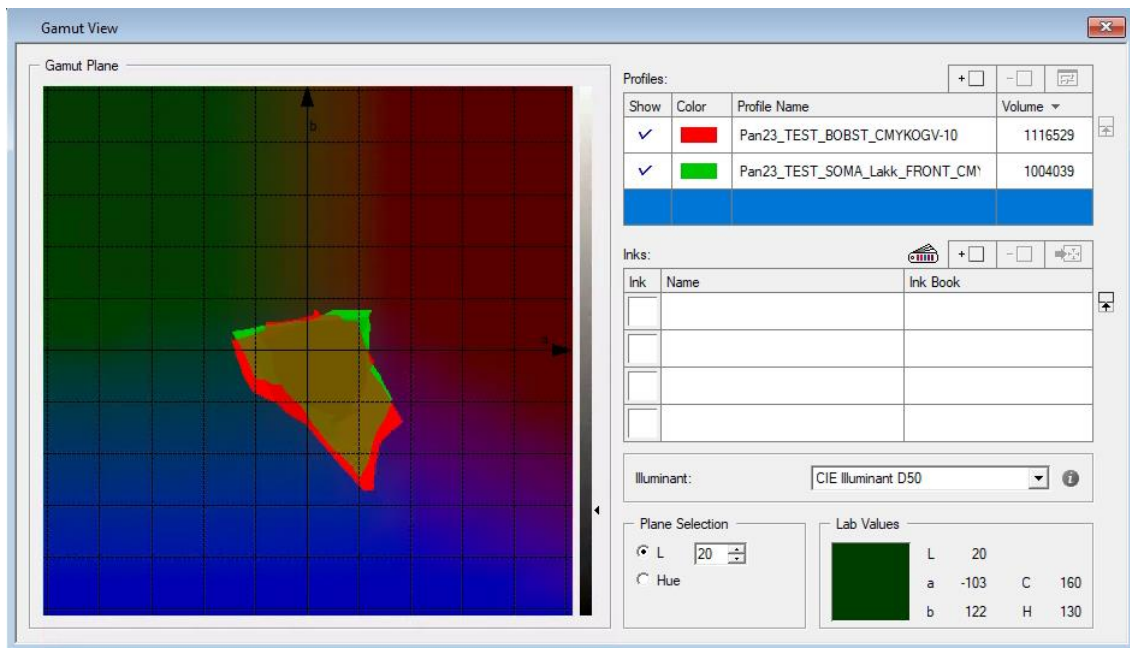 Gamut View
Gamut Plane
b
a
Profiles:
Show Color Profile Name Volume
Pan23_TEST_BOBST_CMYKOGV-10 1116529
Pan23_TEST_SOMA_Lakk_FRONT_CMY 1004039
Inks:
Ink Name Ink Book
Illuminant: CIE Illuminant D50
Plane Selection
L 20
Hue
Lab Values
L 20
a -103 C 160
b 122 H 130